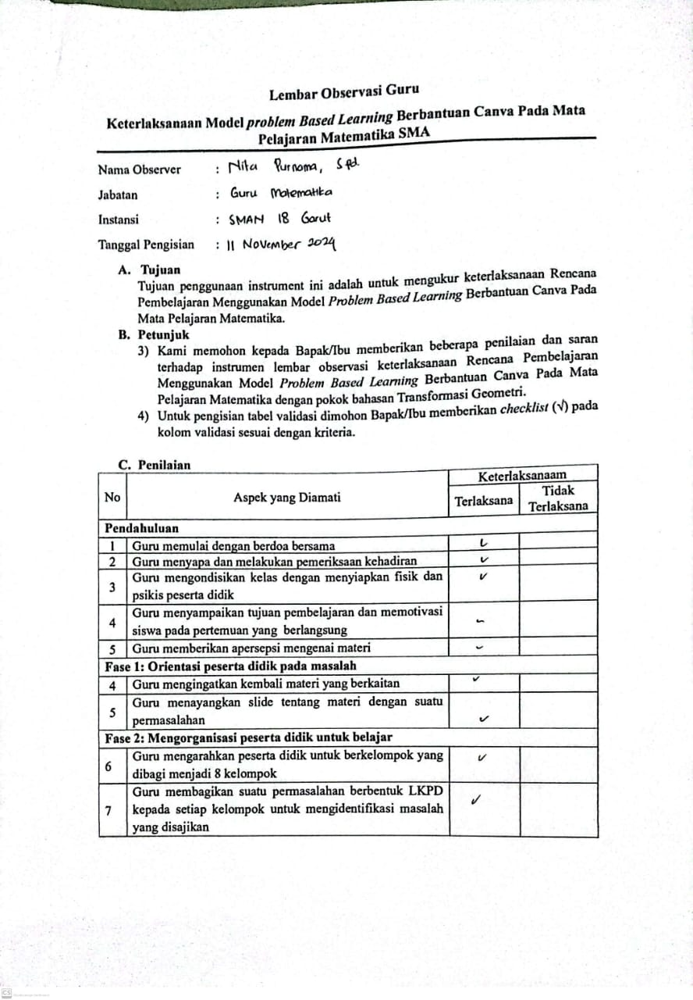 Lembar Observasi Guru
Keterlaksanaan Model problem Based Learning Berbantuan Canva Pada Mata
Pelajaran Matematika SMA
Nama Observer : Nita Purnama, S.Pd.
Jabatan : Guru Matematika
Instansi : SMAN 18 Garut
Tanggal Pengisian : 11 November 2024
A. Tujuan
Tujuan penggunaan instrument ini adalah untuk mengukur keterlaksanaan Rencana
Pembelajaran Menggunakan Model Problem Based Learning Berbantuan Canva Pada
Mata Pelajaran Matematika.
B. Petunjuk
3) Kami memohon kepada Bapak/Ibu memberikan beberapa penilaian dan saran
terhadap instrumen lembar observasi keterlaksanaan Rencana Pembelajaran
Menggunakan Model Problem Based Learning Berbantuan Canva Pada Mata
Pelajaran Matematika dengan pokok bahasan Transformasi Geometri.
4) Untuk pengisian tabel validasi dimohon Bapak/Ibu memberikan checklist (√) pada
kolom validasi sesuai dengan kriteria.
C. Penilaian
No Aspek yang Diamati Keterlaksanaam
Terlaksana Tidak
Terlaksana
Pendahuluan
1 Guru memulai dengan berdoa bersama ✓
2 Guru menyapa dan melakukan pemeriksaan kehadiran ✓
3 Guru mengondisikan kelas dengan menyiapkan fisik dan ✓
psikis peserta didik
4 Guru menyampaikan tujuan pembelajaran dan memotivasi ✓
siswa pada pertemuan yang berlangsung
5 Guru memberikan apersepsi mengenai materi ✓
Fase 1: Orientasi peserta didik pada masalah
4 Guru mengingatkan kembali materi yang berkaitan ✓
5 Guru menayangkan slide tentang materi dengan suatu
permasalahan ✓
Fase 2: Mengorganisasi peserta didik untuk belajar
6 Guru mengarahkan peserta didik untuk berkelompok yang ✓
dibagi menjadi 8 kelompok
7 Guru membagikan suatu permasalahan berbentuk LKPD
kepada setiap kelompok untuk mengidentifikasi masalah ✓
yang disajikan
CS